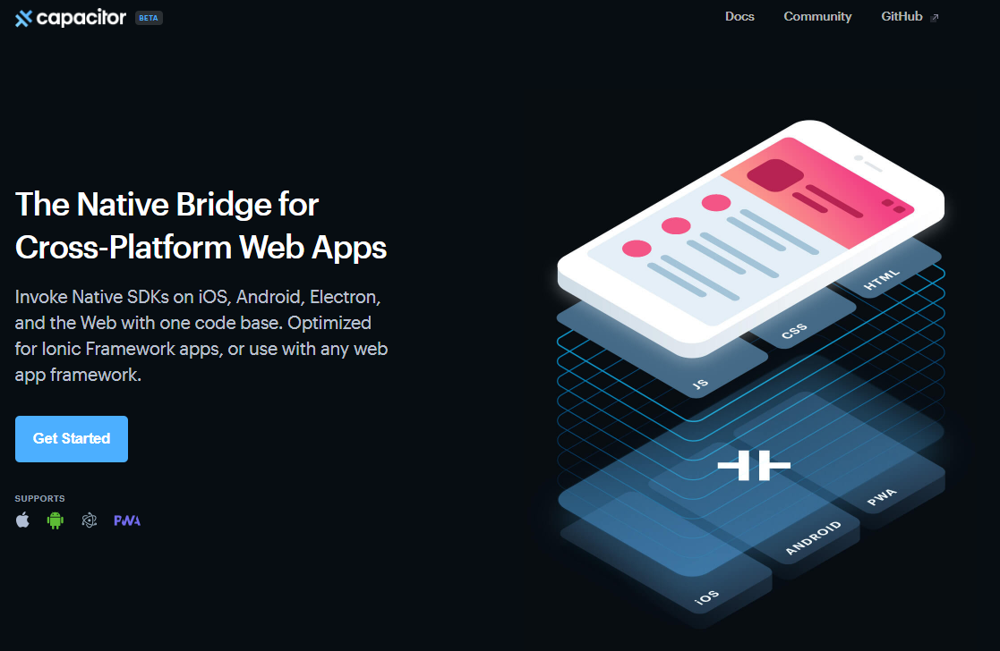 capacitor BETA
Docs Community GitHub
The Native Bridge for
Cross-Platform Web Apps
Invoke Native SDKs on iOS, Android, Electron,
and the Web with one code base. Optimized
for Ionic Framework apps, or use with any web
app framework.
Get Started
SUPPORTS
PWA
HTML
CSS
JS
PWA
ANDROID
iOS